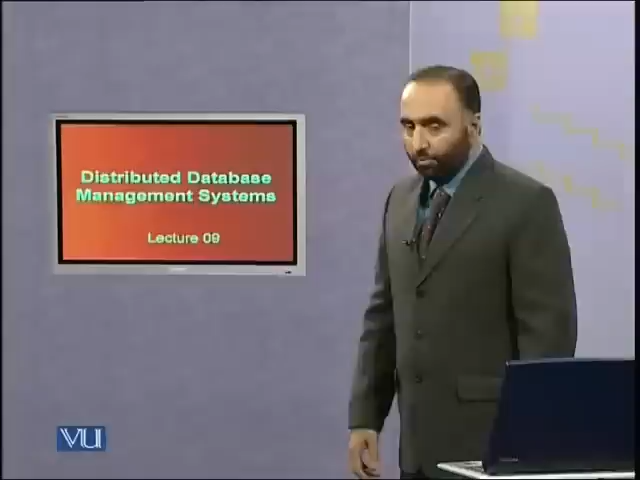 Distributed Database
Management Systems
Lecture 09
VU